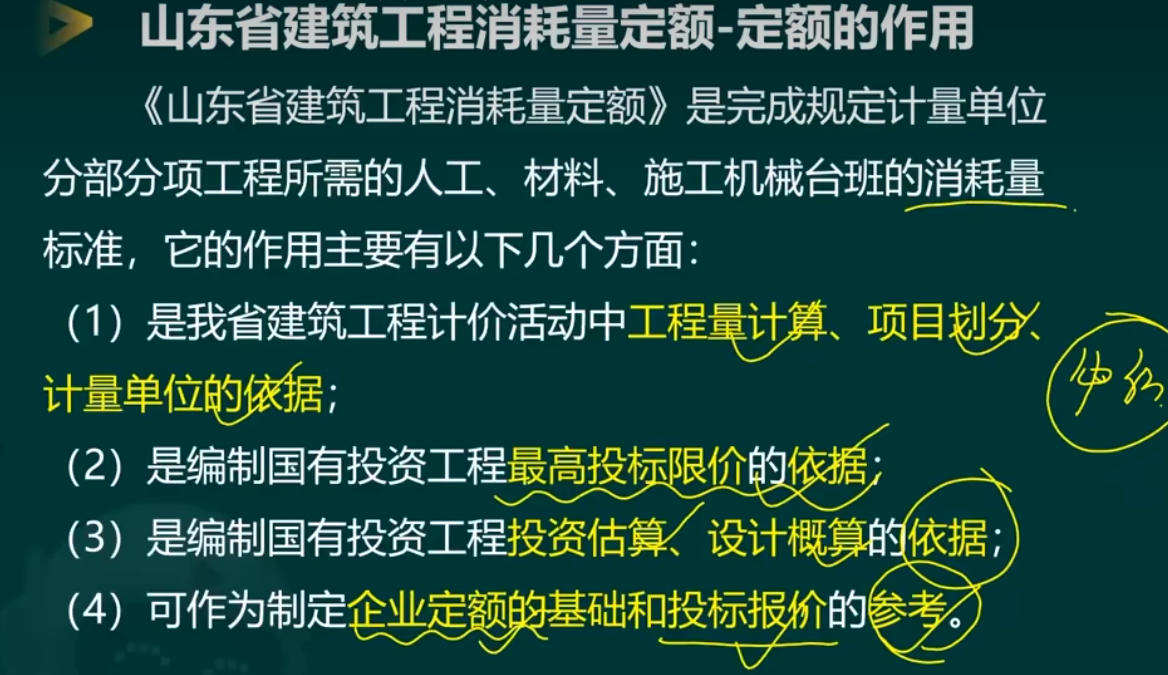 山东省建筑工程消耗量定额-定额的作用
《山东省建筑工程消耗量定额》是完成规定计量单位
分部分项工程所需的人工、材料、施工机械台班的消耗量
标准，它的作用主要有以下几个方面：
（1）是我省建筑工程计价活动中工程量计算、项目划分、
计量单位的依据；
（2）是编制国有投资工程最高投标限价的依据；
（3）是编制国有投资工程投资估算、设计概算的依据；
（4）可作为制定企业定额的基础和投标报价的参考。